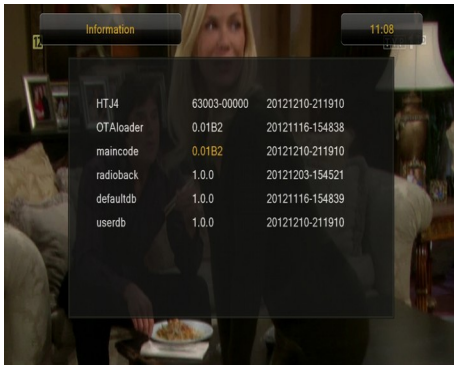 Information 11:08
12
HTJ4 63003-00000 20121210-211910
OTAloader 0.01B2 20121116-154838
maincode 0.01B2 20121210-211910
radioback 1.0.0 20121203-154521
defaultdb 1.0.0 20121116-154839
userdb 1.0.0 20121210-211910